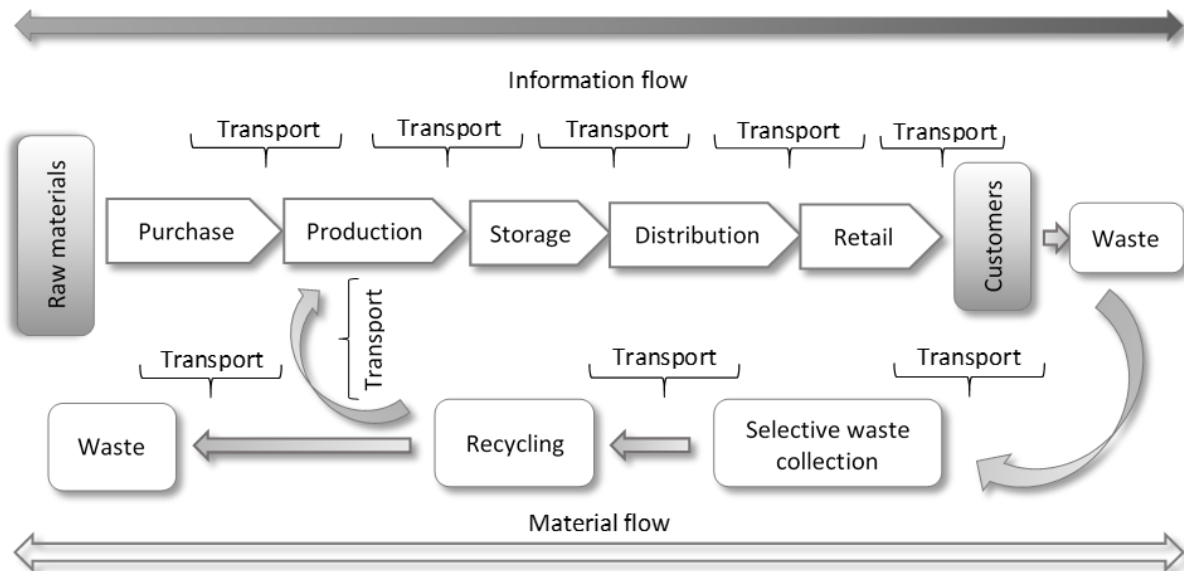 Information flow
Transport
Transport
Transport
Transport
Transport
Raw materials
Purchase
Production
Storage
Distribution
Retail
Customers
Waste
Transport
Transport
Transport
Transport
Waste
Recycling
Selective waste
collection
Material flow